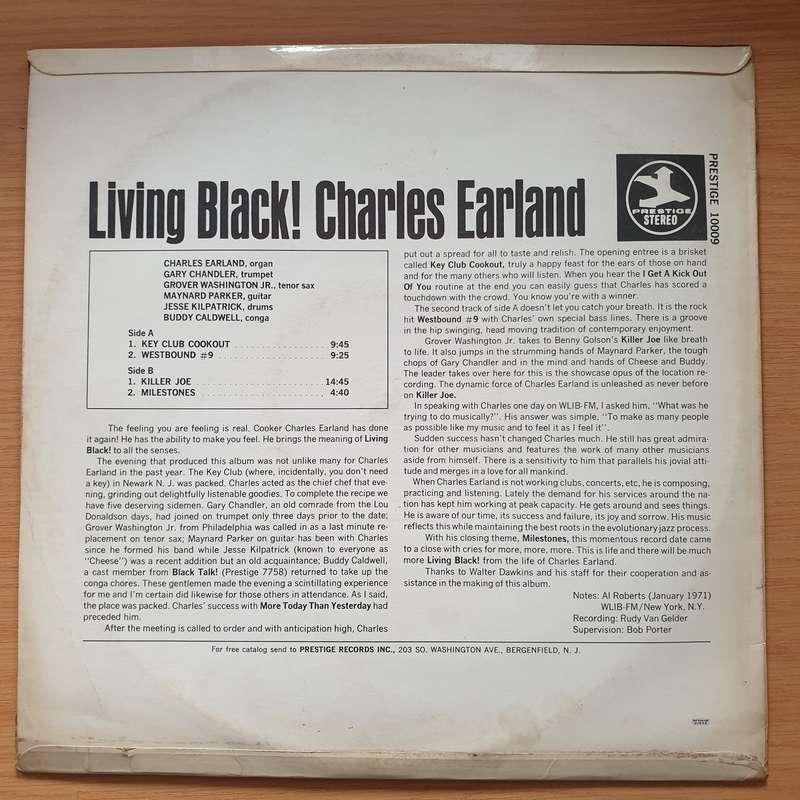 Living Black! Charles Earland
PRESTIGE
STEREO
PRESTIGE 10009
CHARLES EARLAND, organ
GARY CHANDLER, trumpet
GROVER WASHINGTON JR., tenor sax
MAYNARD PARKER, guitar
JESSE KILPATRICK, drums
BUDDY CALDWELL, conga
Side A
1. KEY CLUB COOKOUT 9:45
2. WESTBOUND #9 9:25
Side B
1. KILLER JOE 14:45
2. MILESTONES 4:40
The feeling you are feeling is real. Cooker Charles Earland has done
it again! He has the ability to make you feel. He brings the meaning of Living
Black! to all the senses.
The evening that produced this album was not unlike many for Charles
Earland in the past year. The Key Club (where, incidentally, you don't need
a key) in Newark N. J. was packed. Charles acted as the chief chef that eve-
ning, grinding out delightfully listenable goodies. To complete the recipe we
have five deserving sidemen. Gary Chandler, an old comrade from the Lou
Donaldson days, had joined on trumpet only three days prior to the date;
Grover Washington Jr. from Philadelphia was called in as a last minute re-
placement on tenor sax; Maynard Parker on guitar has been with Charles
since he formed his band while Jesse Kilpatrick (known to everyone as
"Cheese") was a recent addition but an old acquaintance; Buddy Caldwell,
a cast member from Black Talk! (Prestige 7758) returned to take up the
conga chores. These gentlemen made the evening a scintillating experience
for me and I'm certain did likewise for those others in attendance. As I said,
the place was packed. Charles' success with More Today Than Yesterday had
preceded him.
After the meeting is called to order and with anticipation high, Charles
put out a spread for all to taste and relish. The opening entree is a brisket
called Key Club Cookout, truly a happy feast for the ears of those on hand
and for the many others who will listen. When you hear the I Get A Kick Out
Of You routine at the end you can easily guess that Charles has scored a
touchdown with the crowd. You know you're with a winner.
The second track of side A doesn't let you catch your breath. It is the rock
hit Westbound #9 with Charles' own special bass lines. There is a groove
in the hip swinging, head moving tradition of contemporary enjoyment.
Grover Washington Jr. takes to Benny Golson's Killer Joe like breath
to life. It also jumps in the strumming hands of Maynard Parker, the tough
chops of Gary Chandler and in the mind and hands of Cheese and Buddy.
The leader takes over here for this is the showcase opus of the location re-
cording. The dynamic force of Charles Earland is unleashed as never before
on Killer Joe.
In speaking with Charles one day on WLIB-FM, I asked him, "What was he
trying to do musically?". His answer was simple, "To make as many people
as possible like my music and to feel it as I feel it".
Sudden success hasn't changed Charles much. He still has great admira-
tion for other musicians and features the work of many other musicians
aside from himself. There is a sensitivity to him that parallels his jovial atti-
tude and merges in a love for all mankind.
When Charles Earland is not working clubs, concerts, etc, he is composing,
practicing and listening. Lately the demand for his services around the na-
tion has kept him working at peak capacity. He gets around and sees things.
He is aware of our time, its success and failure, its joy and sorrow. His music
reflects this while maintaining the best roots in the evolutionary jazz process.
With his closing theme, Milestones, this momentous record date came
to a close with cries for more, more, more. This is life and there will be much
more Living Black! from the life of Charles Earland.
Thanks to Walter Dawkins and his staff for their cooperation and as-
sistance in the making of this album.
Notes: Al Roberts (January 1971)
WLIB-FM/New York, N.Y.
Recording: Rudy Van Gelder
Supervision: Bob Porter
For free catalog send to PRESTIGE RECORDS INC., 203 SO. WASHINGTON AVE., BERGENFIELD, N. J.